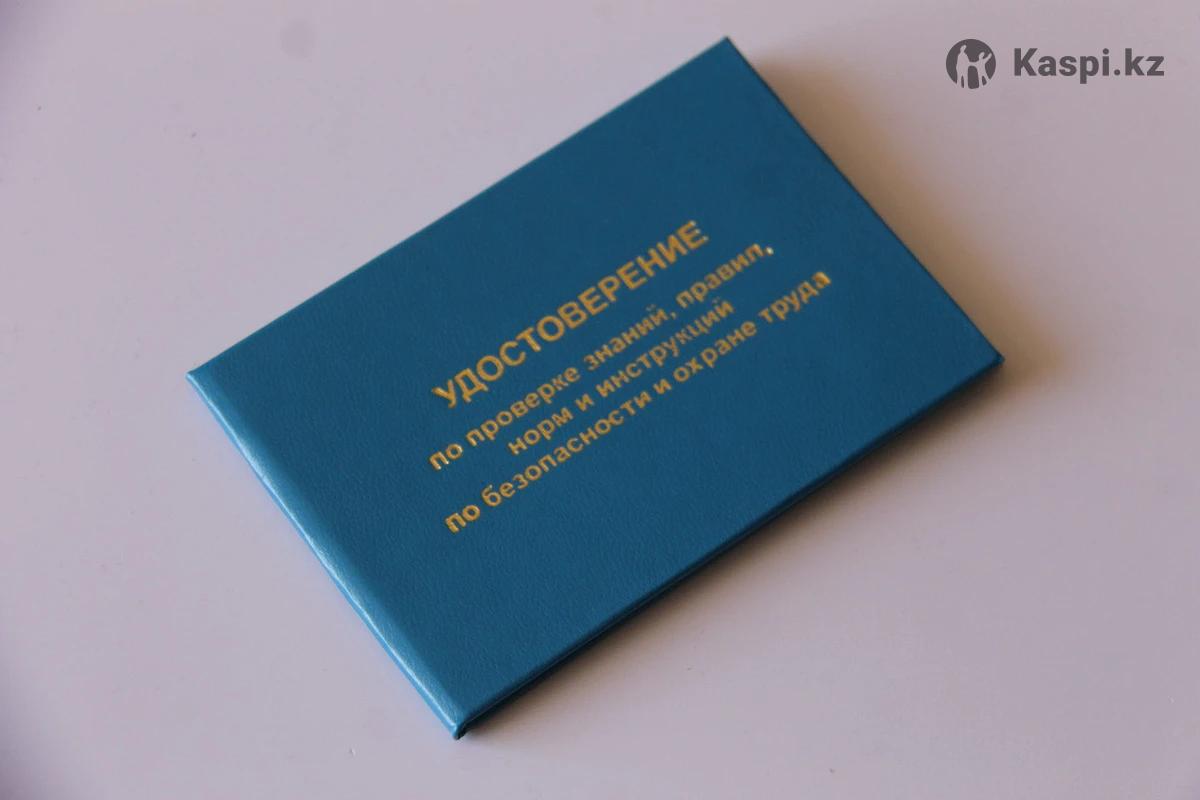 Kaspi.kz
УДОСТОВЕРЕНИЕ
по проверке знаний, правил,
норм и инструкций
по безопасности и охране труда